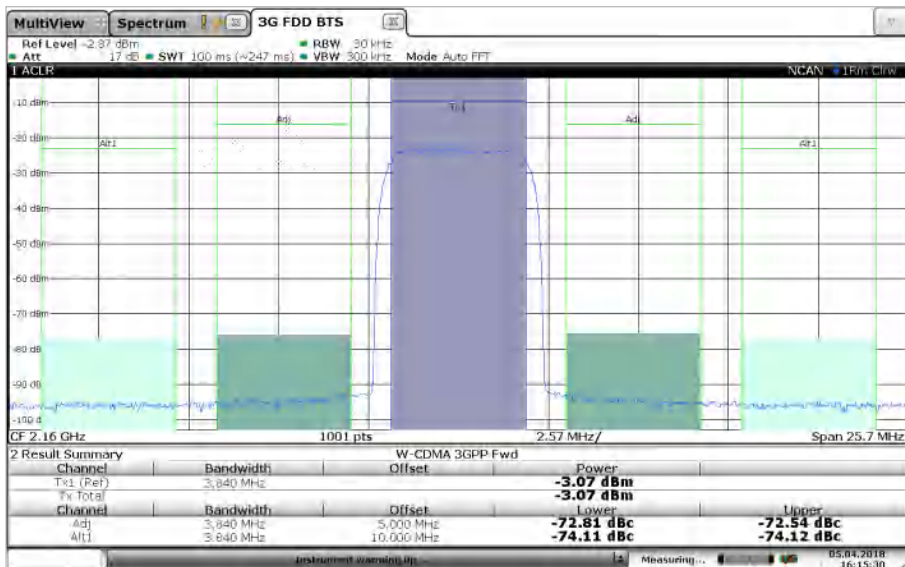 MultiView Spectrum 3G FDD BTS
Ref Level -2.87 dBm RBW 30 kHz
Att 17 dB SWT 100 ms (~247 ms) VBW 300 kHz Mode Auto FFT
1 ACLR NCAN 1Rm Clrw
-10 dBm
Tx1
Adj Adj
-20 dBm
Alt1 Alt1
-30 dBm
-40 dBm
-50 dBm
-60 dBm
-70 dBm
-80 dB
-90 dB
-100 d
CF 2.16 GHz 1001 pts 2.57 MHz/ Span 25.7 MHz
2 Result Summary W-CDMA 3GPP Fwd
Channel Bandwidth Offset Power
Tx1 (Ref) 3.840 MHz -3.07 dBm
Tx Total -3.07 dBm
Channel Bandwidth Offset Lower Upper
Adj 3.840 MHz 5.000 MHz -72.81 dBc -72.54 dBc
Alt1 3.840 MHz 10.000 MHz -74.11 dBc -74.12 dBc
Instrument warming up... Measuring... 05.04.2018
16:15:30